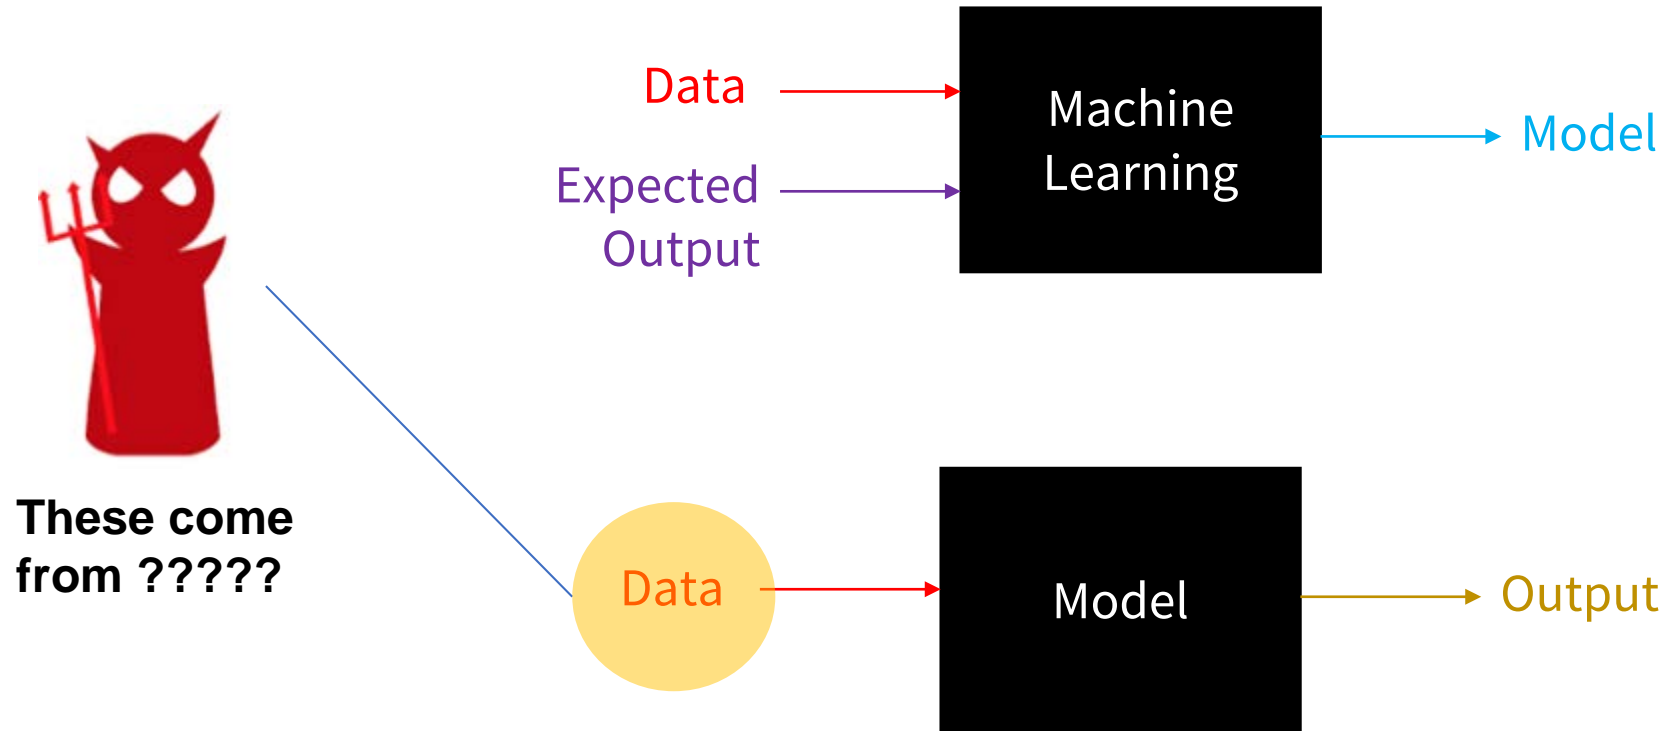 Data
Expected
Output
Machine
Learning
Model
These come
from ?????
Data
Model
Output